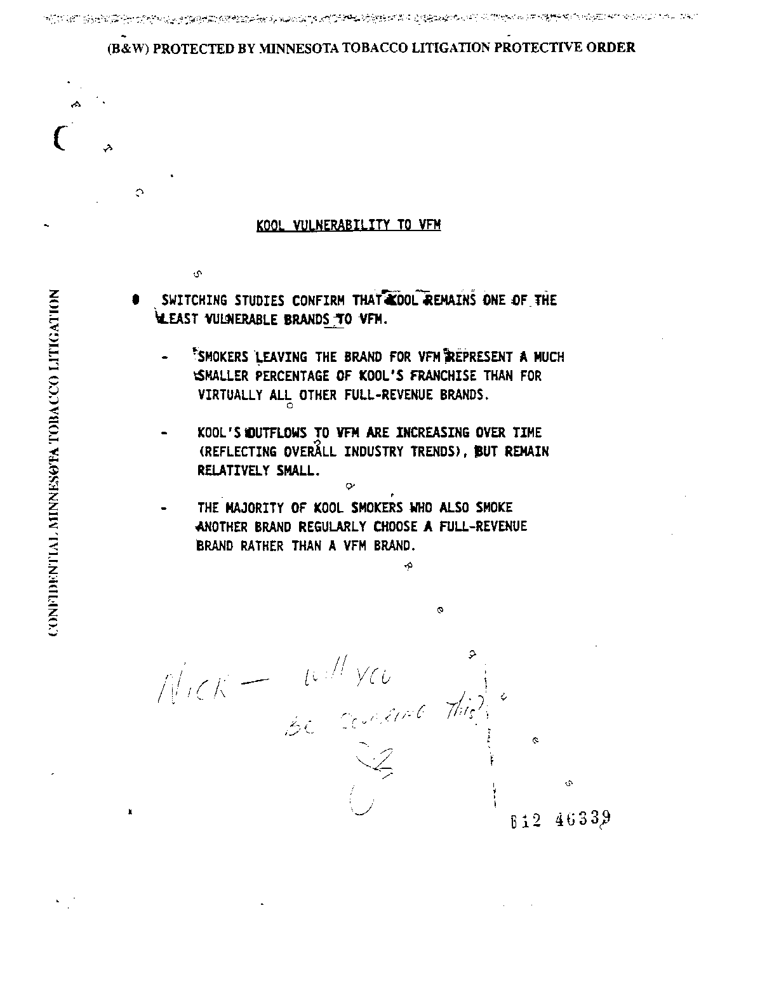 (B&W) PROTECTED BY MINNESOTA TOBACCO LITIGATION PROTECTIVE ORDER
KOOL VULNERABILITY TO VFM
● SWITCHING STUDIES CONFIRM THAT KOOL REMAINS ONE OF THE
LEAST VULNERABLE BRANDS TO VFM.
- SMOKERS LEAVING THE BRAND FOR VFM REPRESENT A MUCH
SMALLER PERCENTAGE OF KOOL'S FRANCHISE THAN FOR
VIRTUALLY ALL OTHER FULL-REVENUE BRANDS.
- KOOL'S OUTFLOWS TO VFM ARE INCREASING OVER TIME
(REFLECTING OVERALL INDUSTRY TRENDS), BUT REMAIN
RELATIVELY SMALL.
- THE MAJORITY OF KOOL SMOKERS WHO ALSO SMOKE
ANOTHER BRAND REGULARLY CHOOSE A FULL-REVENUE
BRAND RATHER THAN A VFM BRAND.
CONFIDENTIAL MINNESOTA TOBACCO LITIGATION
NICK — will you
BE COVERING THIS?
612 46339